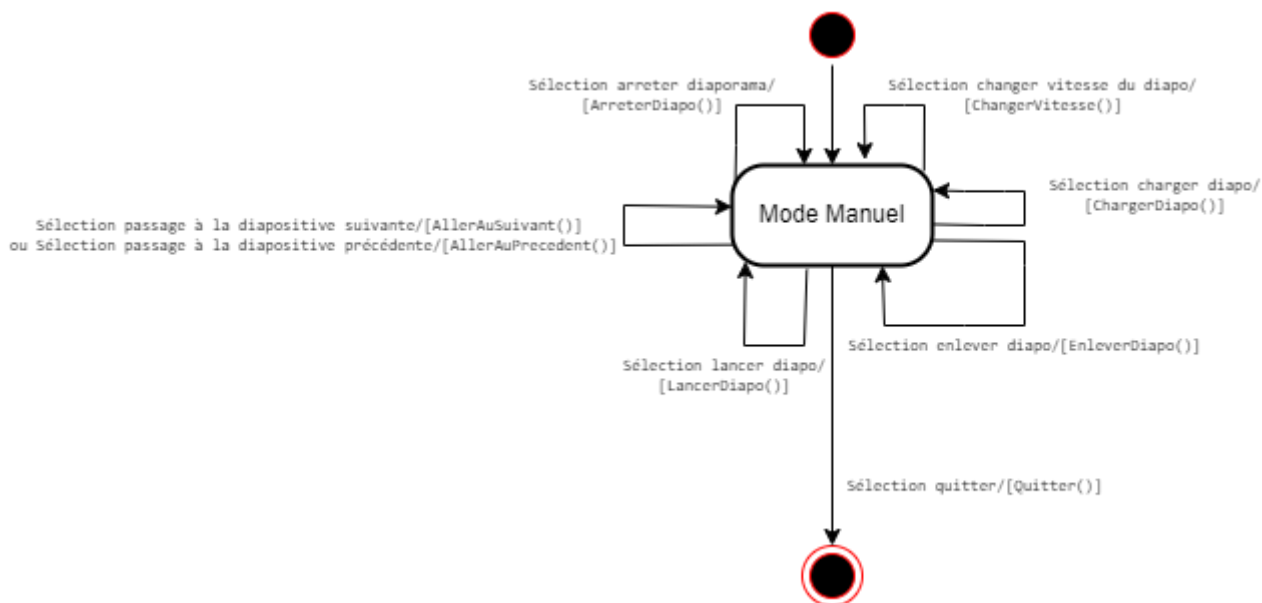 Sélection arreter diaporama/
[ArreterDiapo()]
Sélection changer vitesse du diapo/
[ChangerVitesse()]
Sélection charger diapo/
[ChargerDiapo()]
Mode Manuel
Sélection passage à la diapositive suivante/[AllerAuSuivant()]
ou Sélection passage à la diapositive précédente/[AllerAuPrecedent()]
Sélection enlever diapo/[EnleverDiapo()]
Sélection lancer diapo/
[LancerDiapo()]
Sélection quitter/[Quitter()]